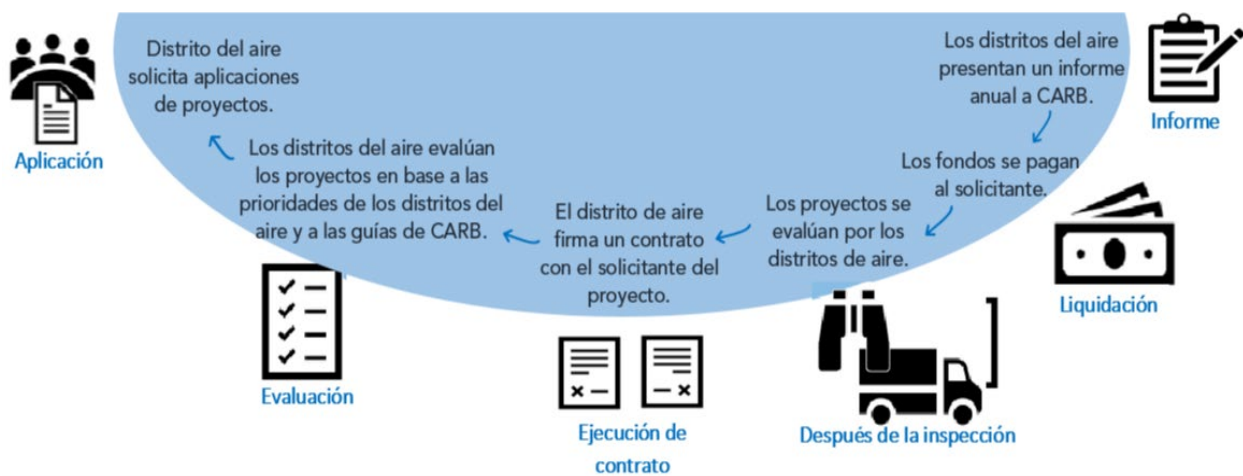 Distrito del aire
solicita aplicaciones
de proyectos.
Aplicación
Los distritos del aire evalúan
los proyectos en base a las
prioridades de los distritos del
aire y a las guías de CARB.
Evaluación
El distrito de aire
firma un contrato
con el solicitante del
proyecto.
Ejecución de
contrato
Los proyectos se
evalúan por los
distritos de aire.
Después de la inspección
Los fondos se pagan
al solicitante.
Liquidación
Los distritos del aire
presentan un informe
anual a CARB.
Informe